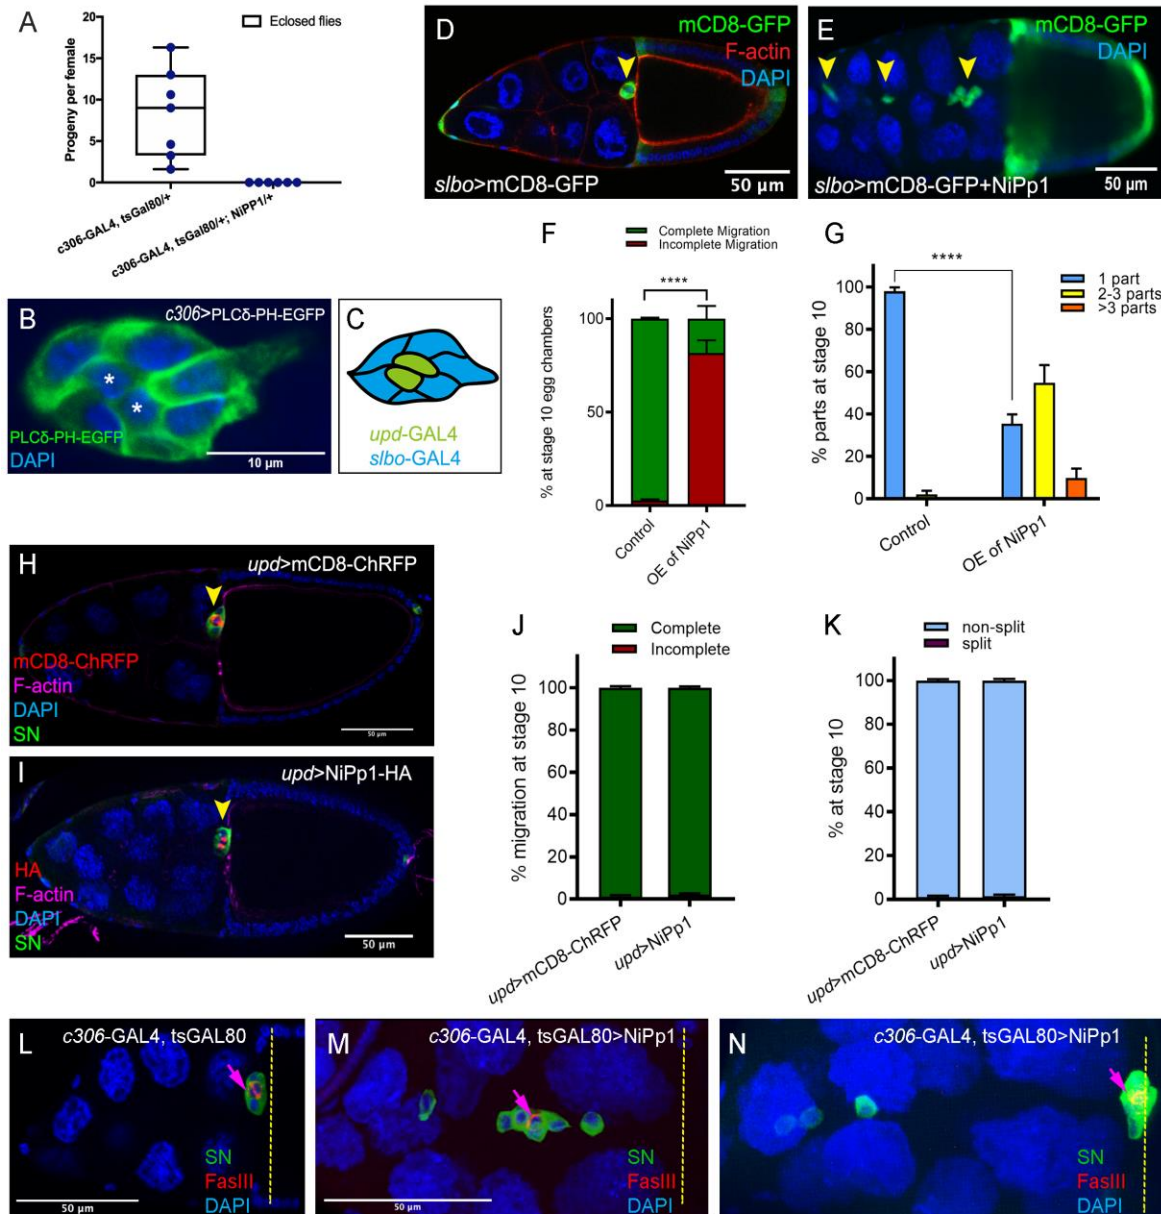 A
20
15
10
5
0
Progeny per female
Eclosed flies
c306-GAL4, tsGal80/+
c306-GAL4, tsGal80/+; NiPP1/+
D
mCD8-GFP
F-actin
DAPI
slbo>mCD8-GFP
50 µm
E
mCD8-GFP
DAPI
slbo>mCD8-GFP+NiPp1
50 µm
B
c306>PLCδ-PH-EGFP
*
*
PLCδ-PH-EGFP
DAPI
10 µm
C
upd-GAL4
slbo-GAL4
F
Complete Migration
Incomplete Migration
****
100
50
0
% at stage 10 egg chambers
Control
OE of NiPp1
G
****
1 part
2-3 parts
>3 parts
100
80
60
40
20
0
% parts at stage 10
Control
OE of NiPp1
H
upd>mCD8-ChRFP
mCD8-ChRFP
F-actin
DAPI
SN
50 µm
I
upd>NiPp1-HA
HA
F-actin
DAPI
SN
50 µm
J
Complete
Incomplete
100
80
60
40
20
0
% migration at stage 10
upd>mCD8-ChRFP
upd>NiPp1
K
non-split
split
100
80
60
40
20
0
% at stage 10
upd>mCD8-ChRFP
upd>NiPp1
L
c306-GAL4, tsGAL80
SN
FasIII
DAPI
50 µm
M
c306-GAL4, tsGAL80>NiPp1
SN
FasIII
DAPI
50 µm
N
c306-GAL4, tsGAL80>NiPp1
SN
FasIII
DAPI
50 µm